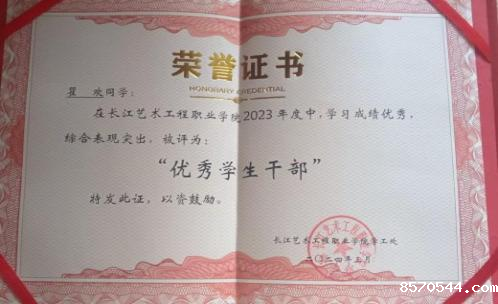 荣誉证书
HONORARY CREDENTIAL
瞿 欢同学：
在长江艺术工程职业学院2023年度中，学习成绩优秀，
综合表现突出，被评为：
“优秀学生干部”
特发此证，以资鼓励。
长江艺术工程职业学院学工处
二〇二四年三月
8570544.com